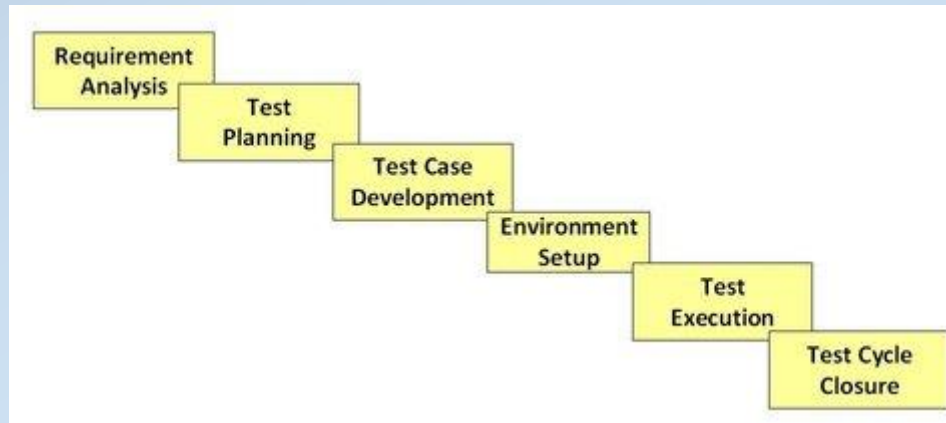 Requirement
Analysis
Test
Planning
Test Case
Development
Environment
Setup
Test
Execution
Test Cycle
Closure